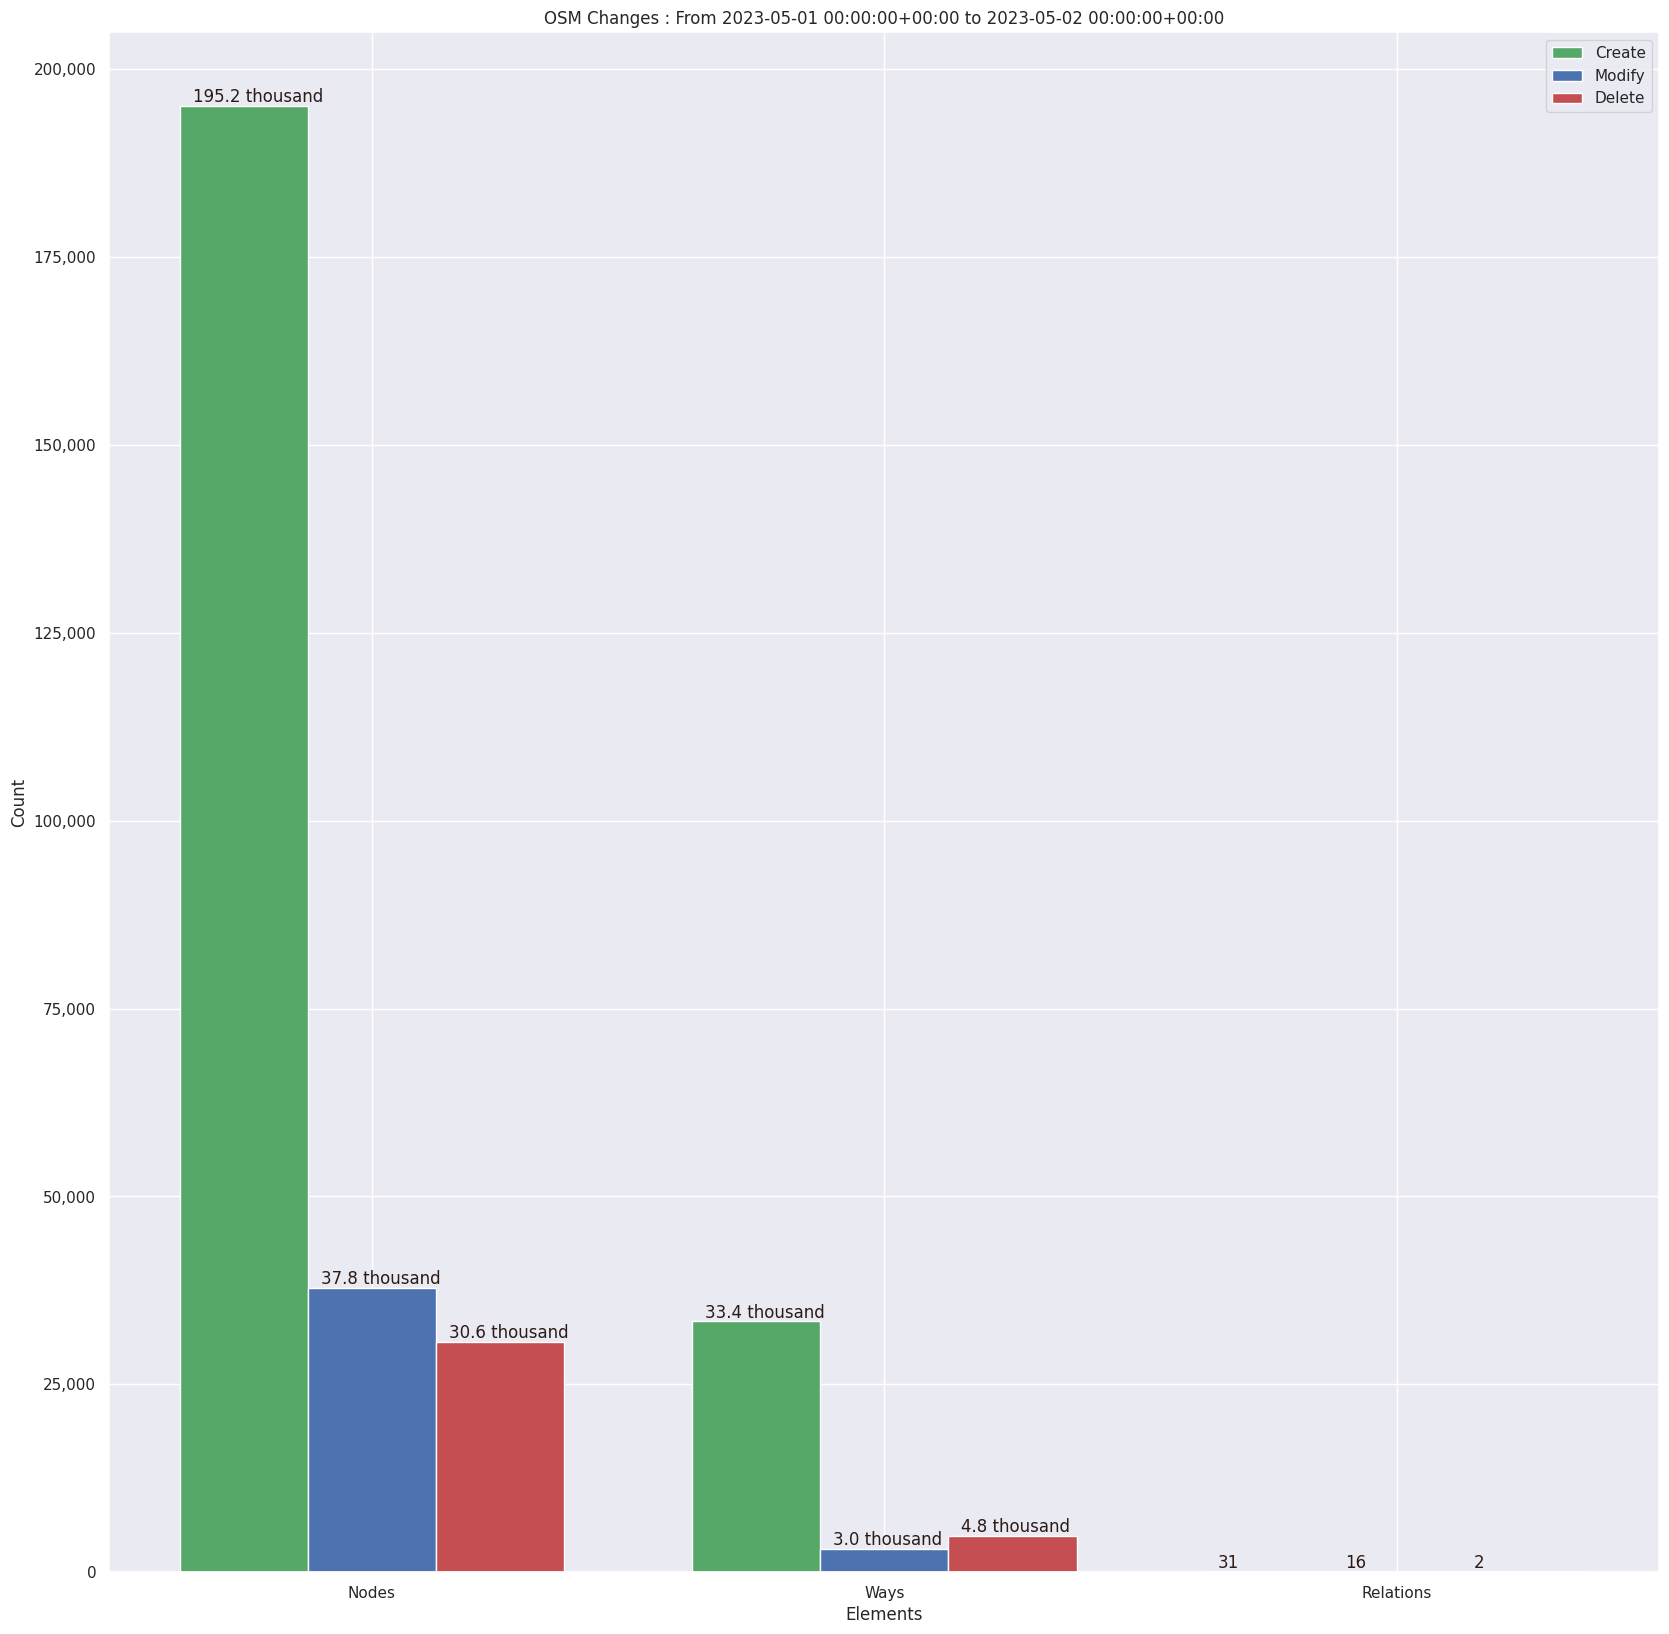 OSM Changes : From 2023-05-01 00:00:00+00:00 to 2023-05-02 00:00:00+00:00
Create
Modify
Delete
200,000
175,000
150,000
125,000
100,000
75,000
50,000
25,000
0
Count
195.2 thousand
37.8 thousand
30.6 thousand
33.4 thousand
3.0 thousand
4.8 thousand
31
16
2
Nodes
Ways
Relations
Elements